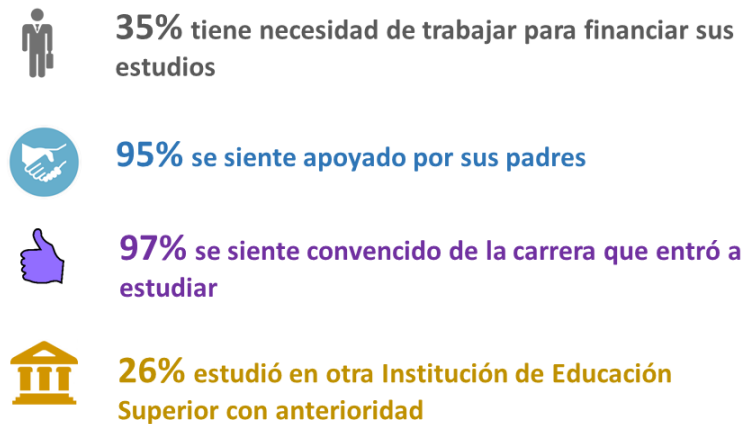 35% tiene necesidad de trabajar para financiar sus
estudios
95% se siente apoyado por sus padres
97% se siente convencido de la carrera que entró a
estudiar
26% estudió en otra Institución de Educación
Superior con anterioridad